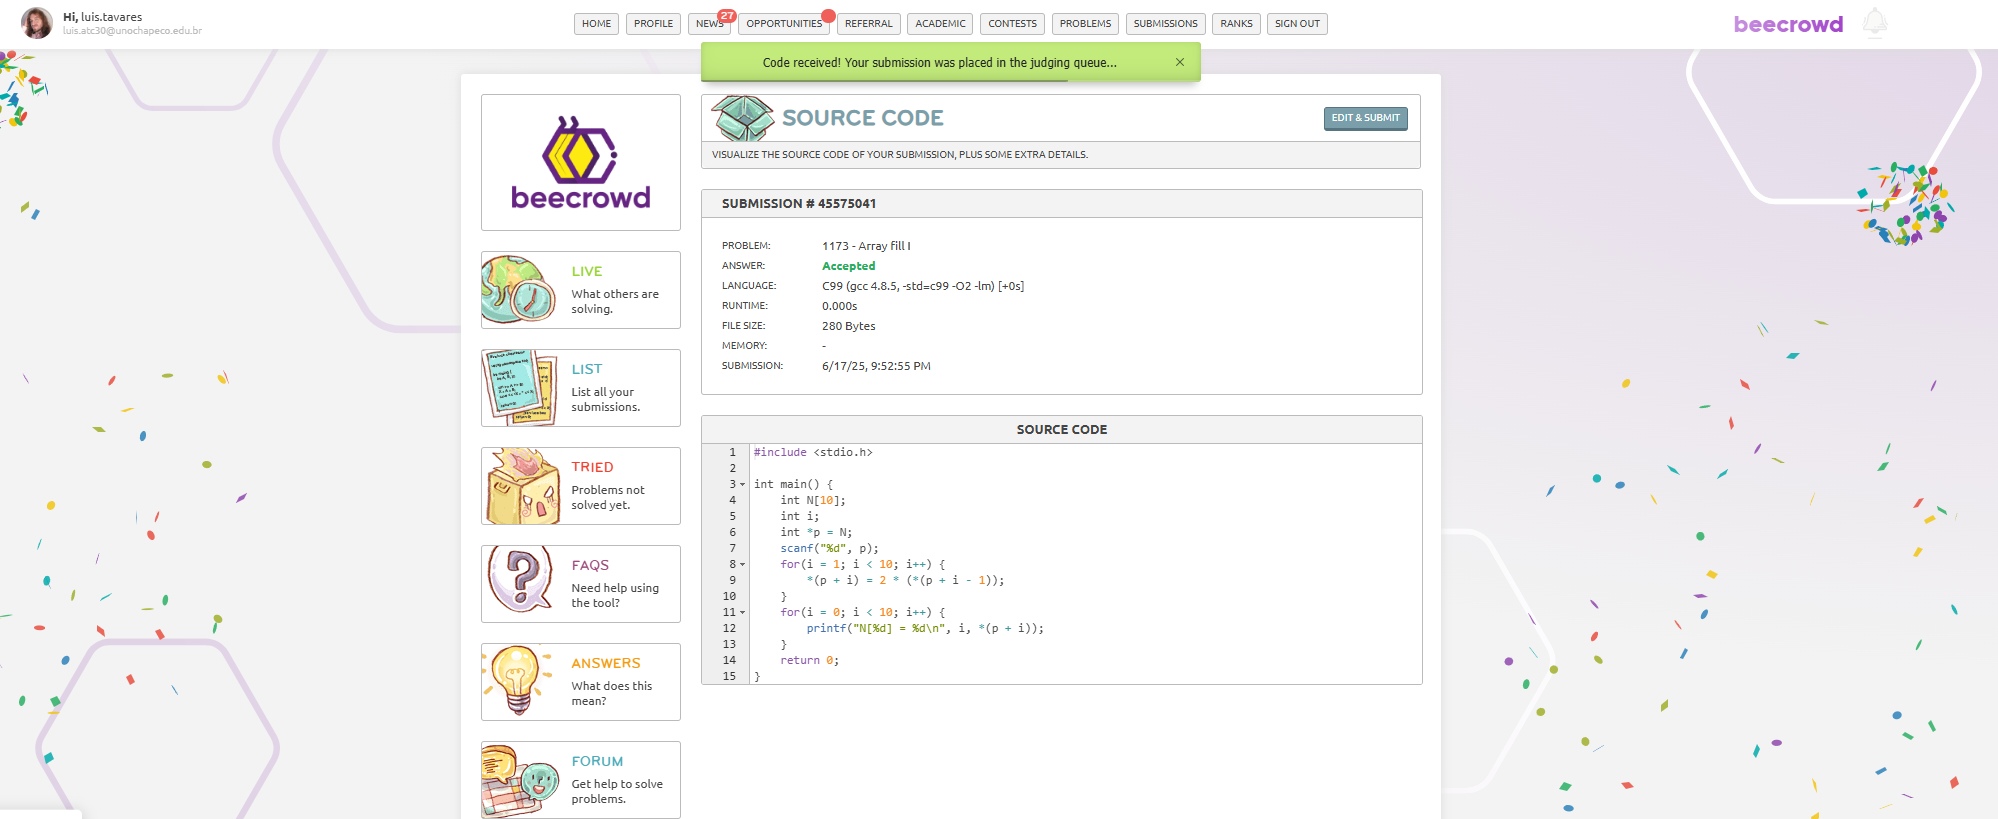 Hi, luis.tavares
luis.atc30@unochapeco.edu.br
HOME
PROFILE
NEWS
27
OPPORTUNITIES
REFERRAL
ACADEMIC
CONTESTS
PROBLEMS
SUBMISSIONS
RANKS
SIGN OUT
beecrowd
Code received! Your submission was placed in the judging queue...
×
beecrowd
LIVE
What others are
solving.
LIST
List all your
submissions.
TRIED
Problems not
solved yet.
FAQS
Need help using
the tool?
ANSWERS
What does this
mean?
FORUM
Get help to solve
problems.
SOURCE CODE
EDIT & SUBMIT
VISUALIZE THE SOURCE CODE OF YOUR SUBMISSION, PLUS SOME EXTRA DETAILS.
SUBMISSION # 45575041
PROBLEM: 1173 - Array fill I
ANSWER: Accepted
LANGUAGE: C99 (gcc 4.8.5, -std=c99 -O2 -lm) [+0s]
RUNTIME: 0.000s
FILE SIZE: 280 Bytes
MEMORY: -
SUBMISSION: 6/17/25, 9:52:55 PM
SOURCE CODE
1 #include <stdio.h>
2
3 int main() {
4     int N[10];
5     int i;
6     int *p = N;
7     scanf("%d", p);
8     for(i = 1; i < 10; i++) {
9         *(p + i) = 2 * (*(p + i - 1));
10     }
11     for(i = 0; i < 10; i++) {
12         printf("N[%d] = %d\n", i, *(p + i));
13     }
14     return 0;
15 }